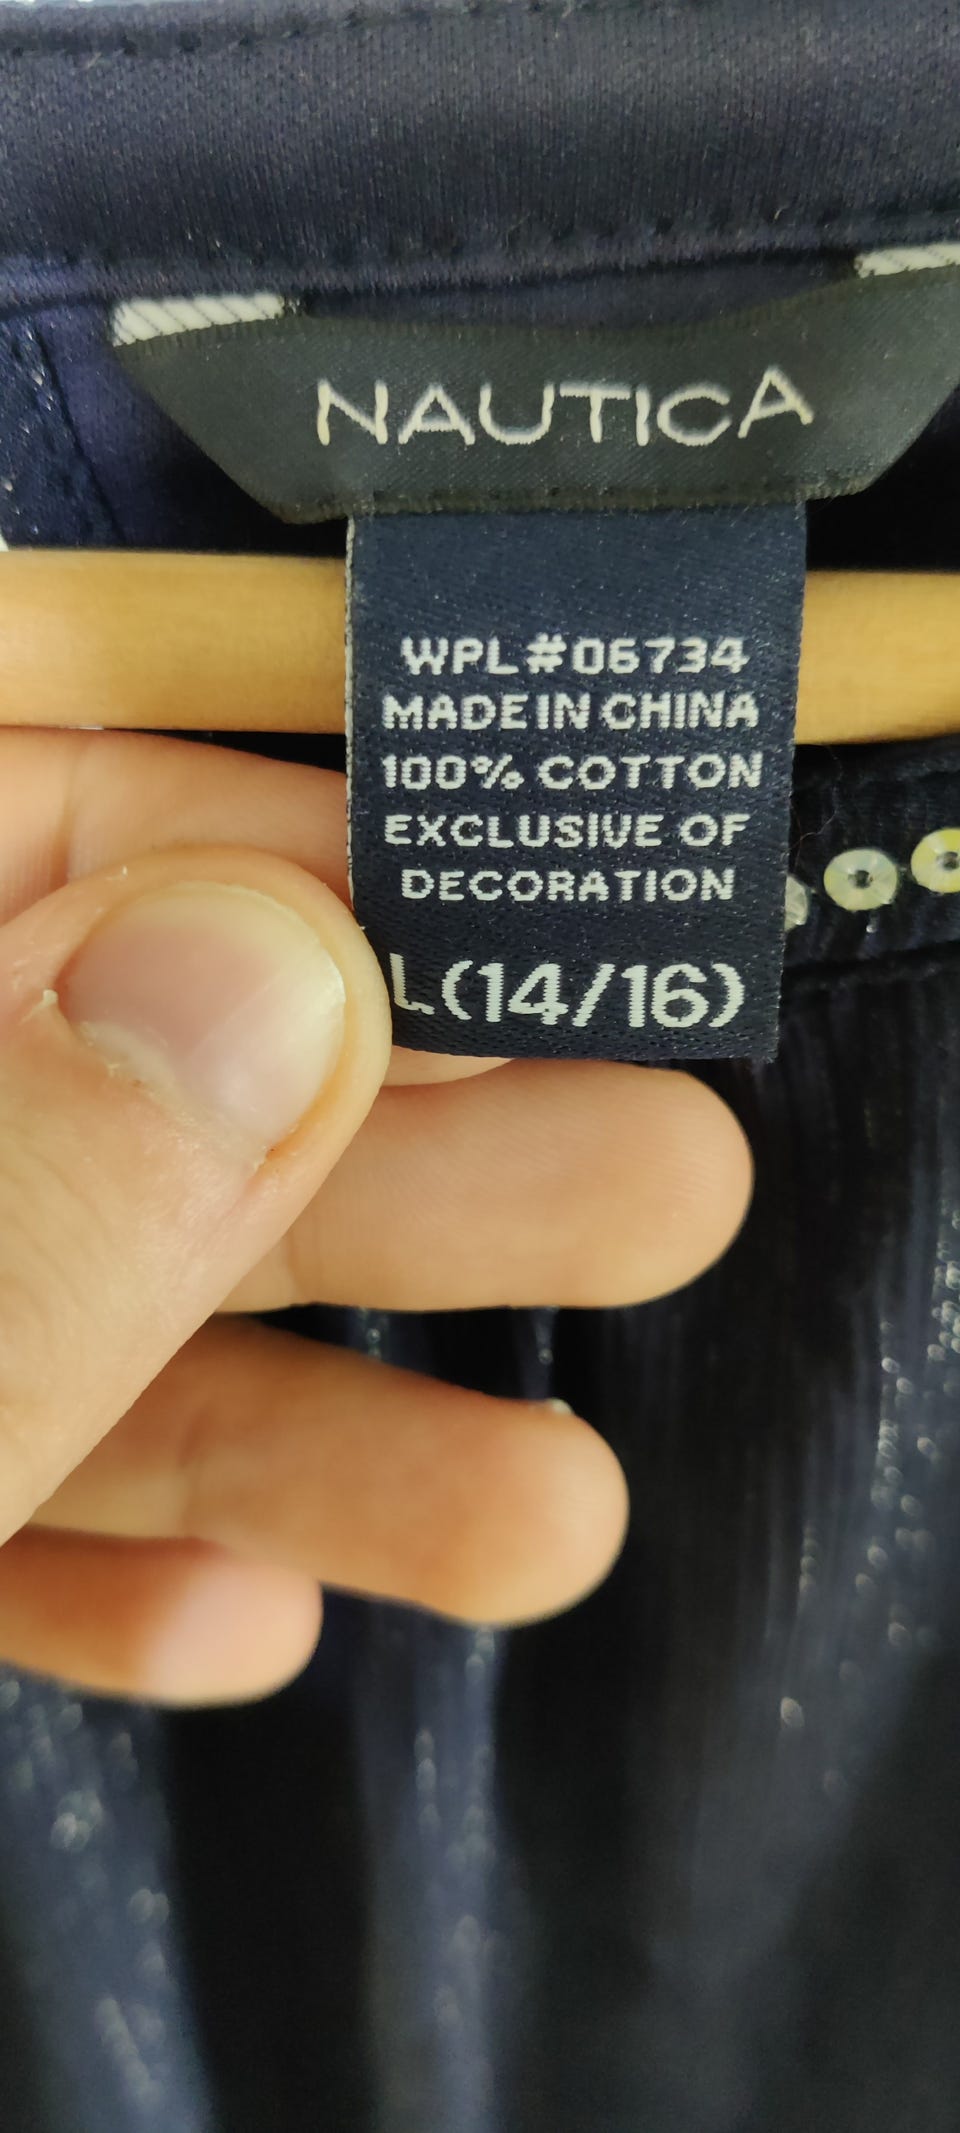 NAUTICA
WPL#06734
MADE IN CHINA
100% COTTON
EXCLUSIVE OF
DECORATION
L(14/16)